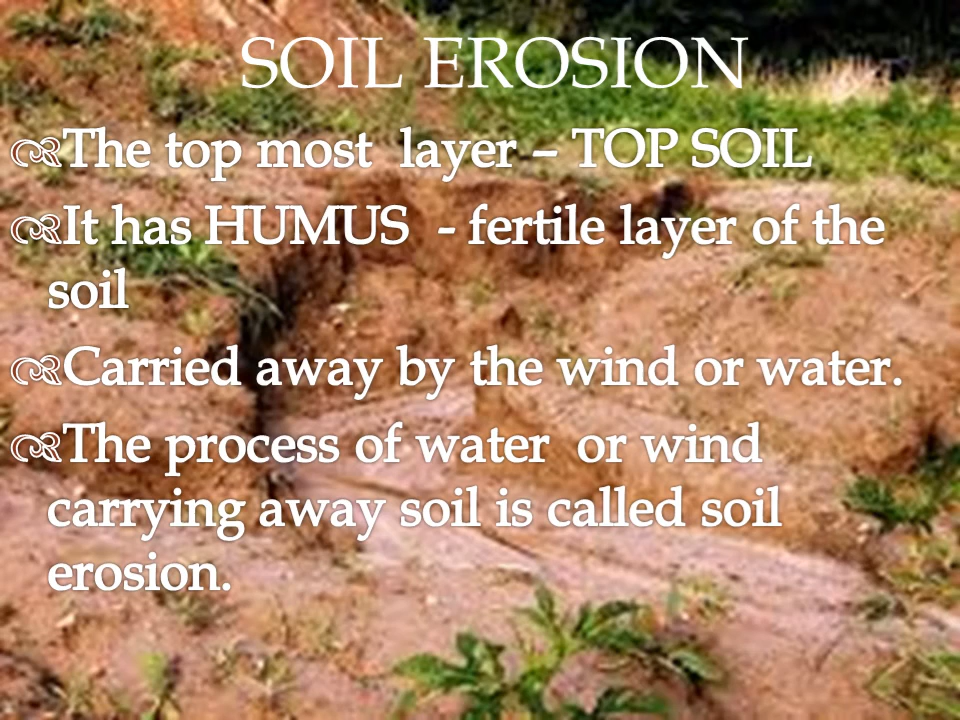 SOIL EROSION
The top most layer – TOP SOIL
It has HUMUS - fertile layer of the
soil
Carried away by the wind or water.
The process of water or wind
carrying away soil is called soil
erosion.